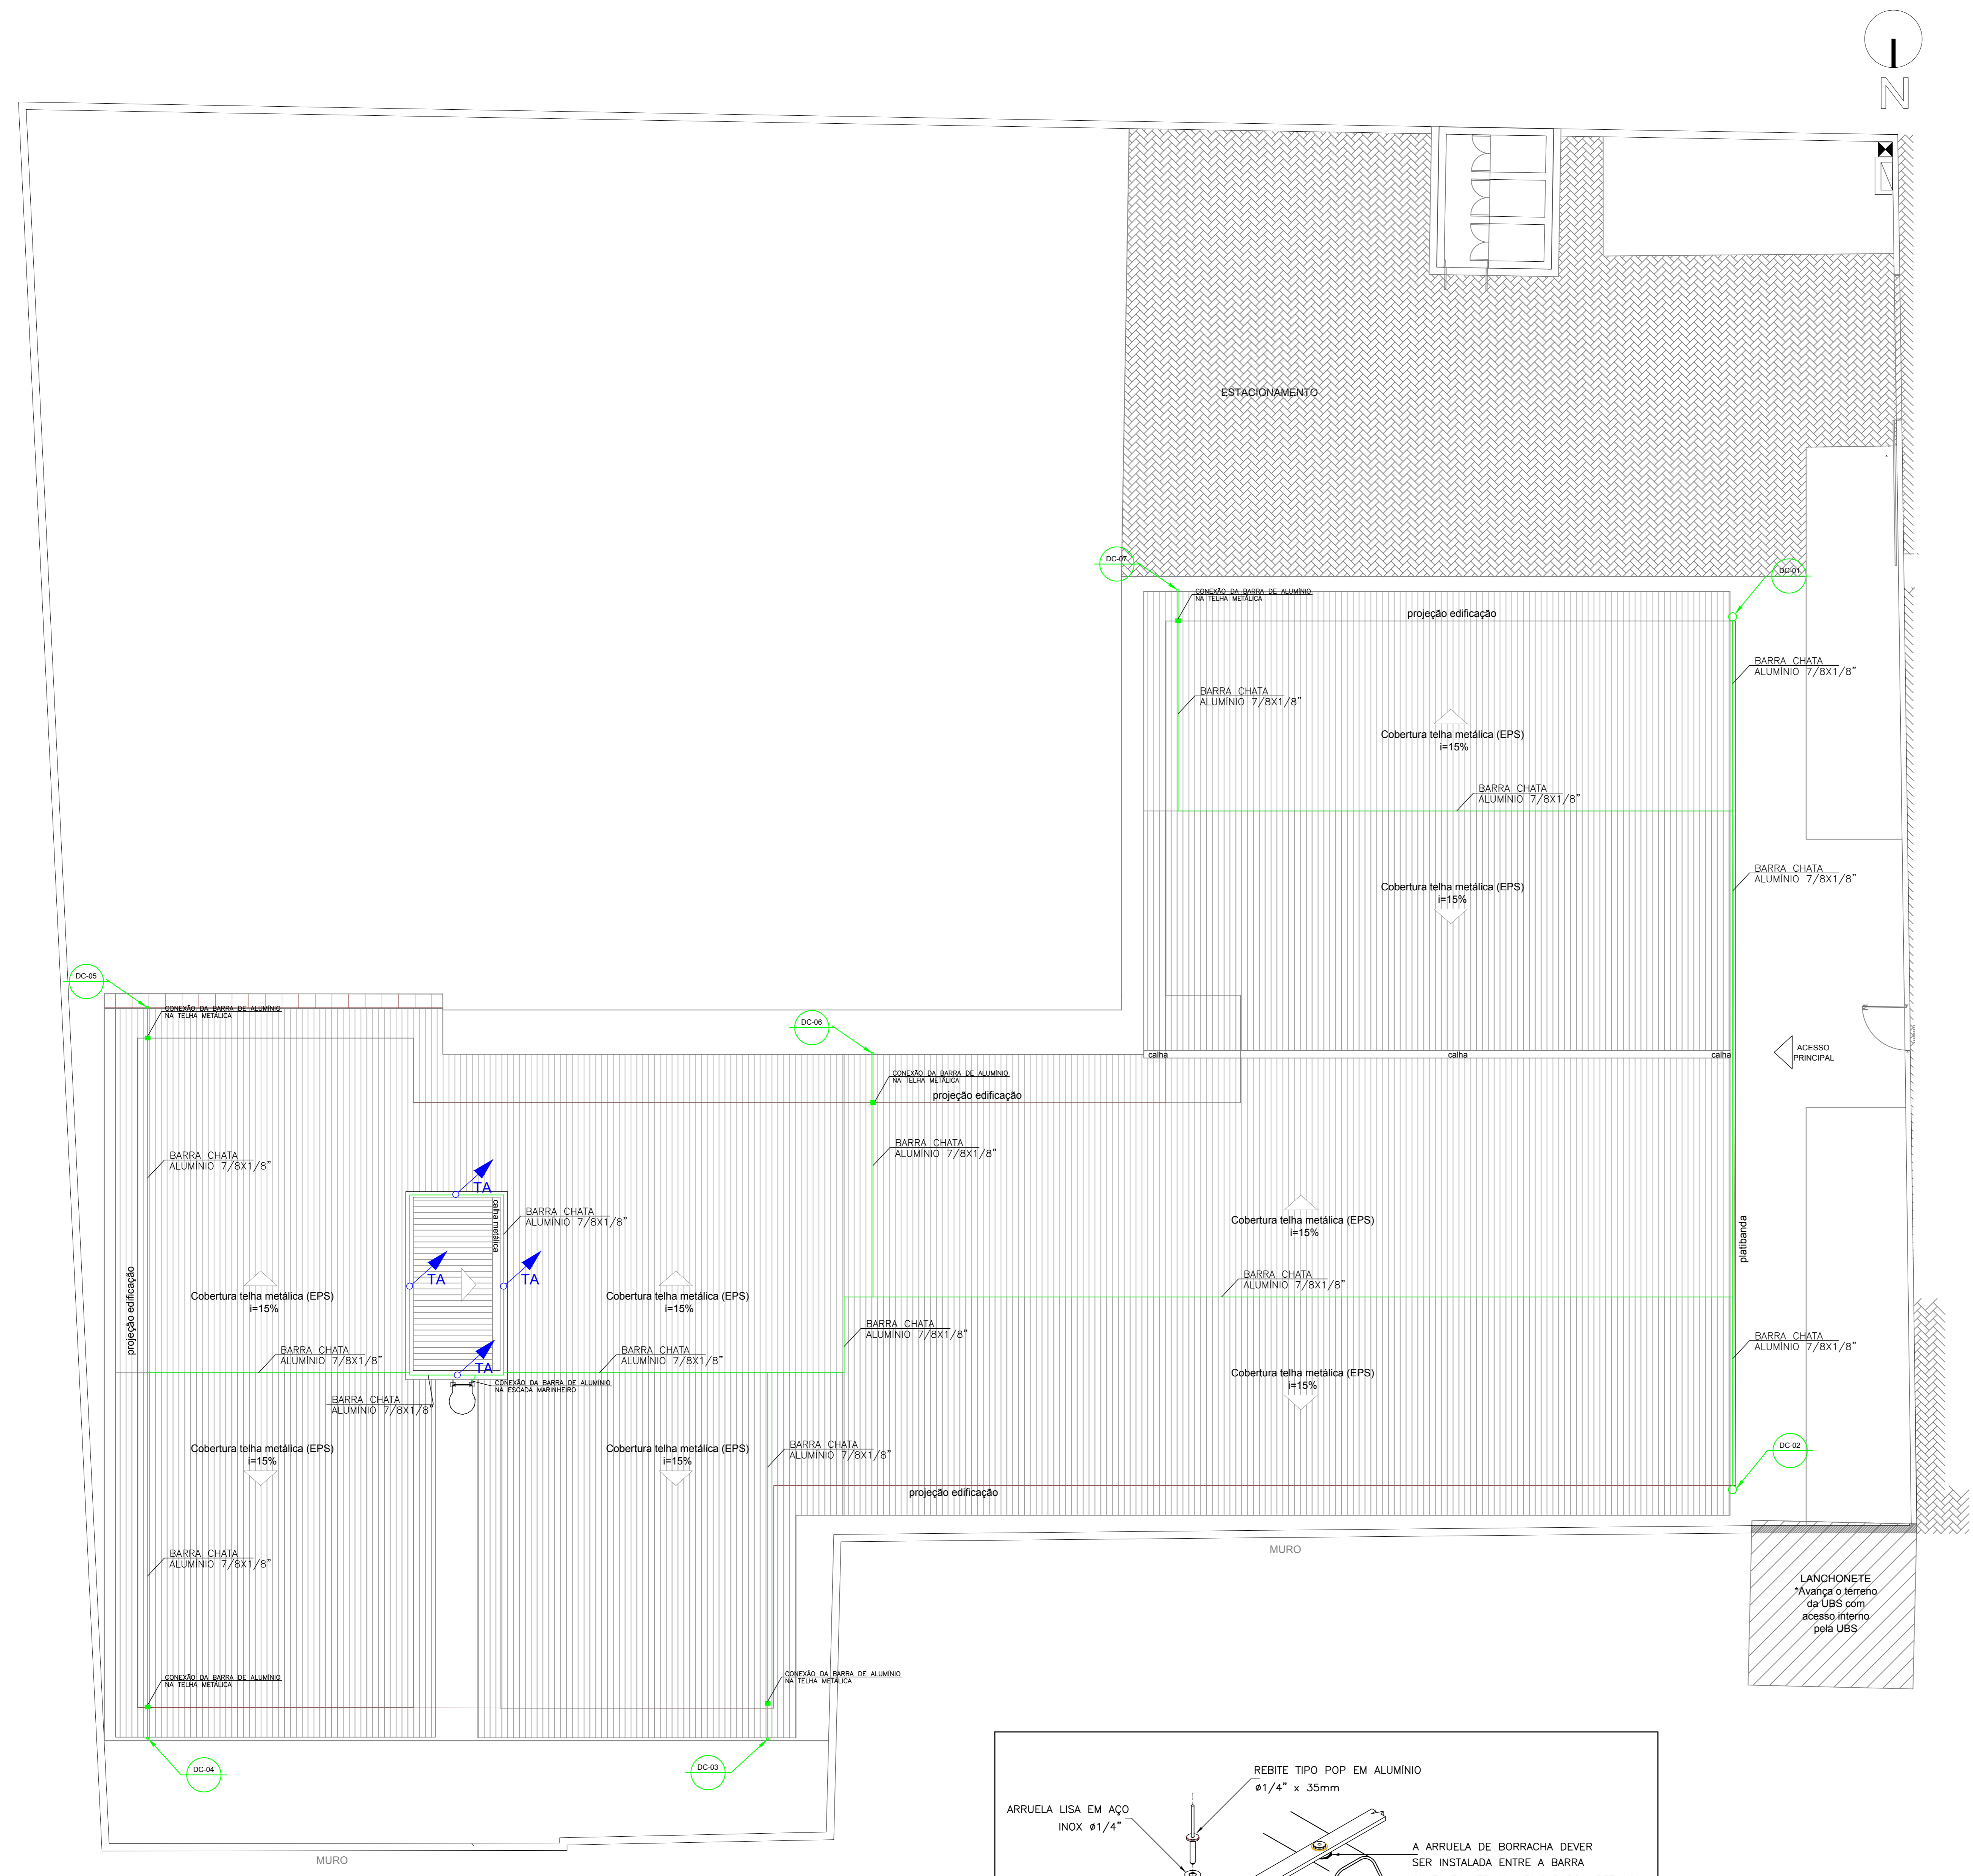 N
ESTACIONAMENTO
DC-07
DC-01
CONEXÃO DA BARRA DE ALUMÍNIO
NA TELHA METÁLICA
projeção edificação
BARRA CHATA
ALUMÍNIO 7/8X1/8"
BARRA CHATA
ALUMÍNIO 7/8X1/8"
Cobertura telha metálica (EPS)
i=15%
BARRA CHATA
ALUMÍNIO 7/8X1/8"
BARRA CHATA
ALUMÍNIO 7/8X1/8"
Cobertura telha metálica (EPS)
i=15%
DC-05
CONEXÃO DA BARRA DE ALUMÍNIO
NA TELHA METÁLICA
DC-06
calha
calha
calha
ACESSO
PRINCIPAL
CONEXÃO DA BARRA DE ALUMÍNIO
NA TELHA METÁLICA
projeção edificação
BARRA CHATA
ALUMÍNIO 7/8X1/8"
BARRA CHATA
ALUMÍNIO 7/8X1/8"
TA
calha metálica
BARRA CHATA
ALUMÍNIO 7/8X1/8"
Cobertura telha metálica (EPS)
i=15%
platibanda
TA
TA
projeção edificação
Cobertura telha metálica (EPS)
i=15%
Cobertura telha metálica (EPS)
i=15%
BARRA CHATA
ALUMÍNIO 7/8X1/8"
BARRA CHATA
ALUMÍNIO 7/8X1/8"
BARRA CHATA
ALUMÍNIO 7/8X1/8"
BARRA CHATA
ALUMÍNIO 7/8X1/8"
BARRA CHATA
ALUMÍNIO 7/8X1/8"
TA
Cobertura telha metálica (EPS)
i=15%
CONEXÃO DA BARRA DE ALUMÍNIO
NA ESCADA MARINHEIRO
BARRA CHATA
ALUMÍNIO 7/8X1/8"
Cobertura telha metálica (EPS)
i=15%
Cobertura telha metálica (EPS)
i=15%
BARRA CHATA
ALUMÍNIO 7/8X1/8"
DC-02
projeção edificação
BARRA CHATA
ALUMÍNIO 7/8X1/8"
MURO
LANCHONETE
*Avança o terreno
da UBS com
acesso interno
pela UBS
CONEXÃO DA BARRA DE ALUMÍNIO
NA TELHA METÁLICA
CONEXÃO DA BARRA DE ALUMÍNIO
NA TELHA METÁLICA
DC-04
DC-03
REBITE TIPO POP EM ALUMÍNIO
ø1/4" x 35mm
ARRUELA LISA EM AÇO
INOX ø1/4"
A ARRUELA DE BORRACHA DEVER
SER INSTALADA ENTRE A BARRA
MURO